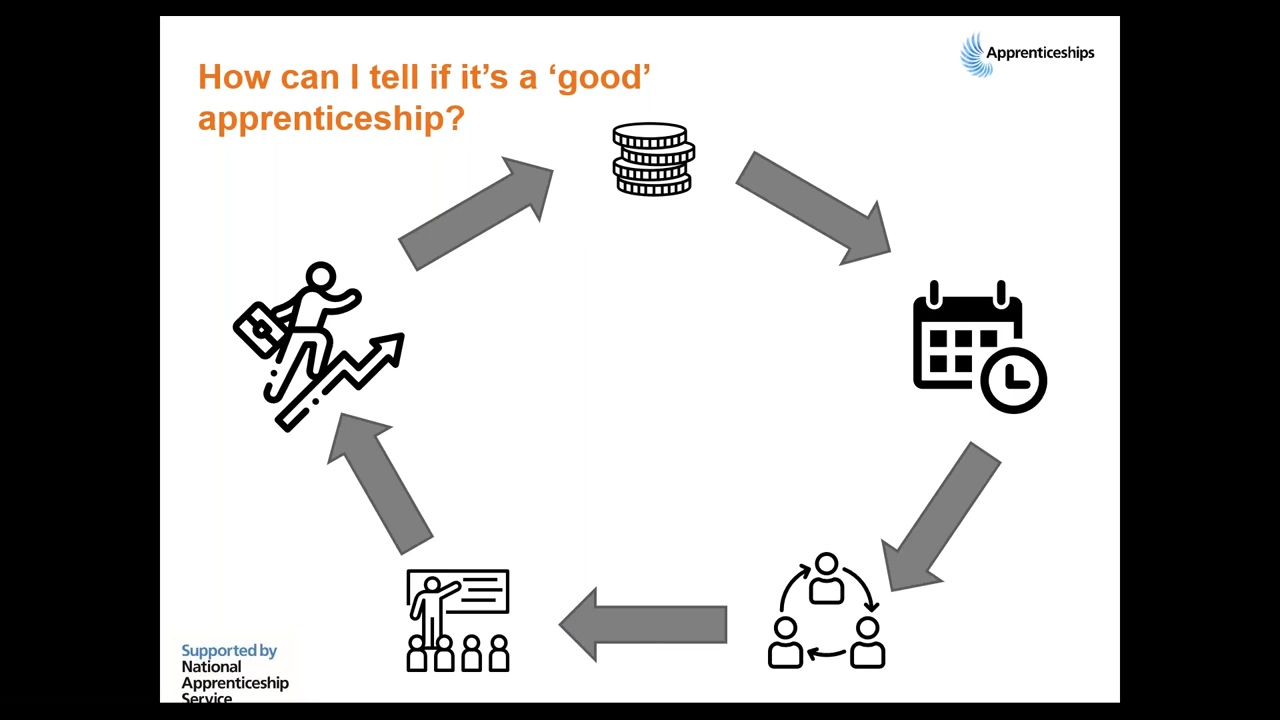 How can I tell if it’s a ‘good’
apprenticeship?
Apprenticeships
Supported by
National
Apprenticeship
Service